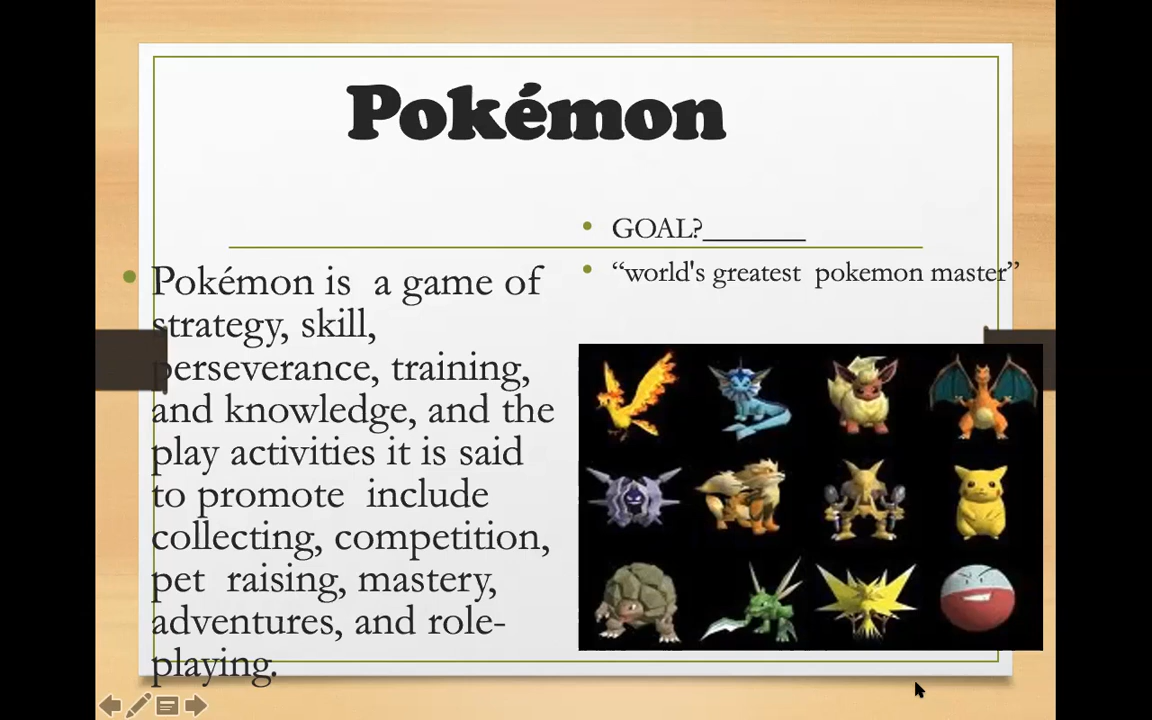 Pokémon
Pokémon is a game of
strategy, skill,
perseverance, training,
and knowledge, and the
play activities it is said
to promote include
collecting, competition,
pet raising, mastery,
adventures, and role-
playing.
GOAL?_______
“world's greatest pokemon master”